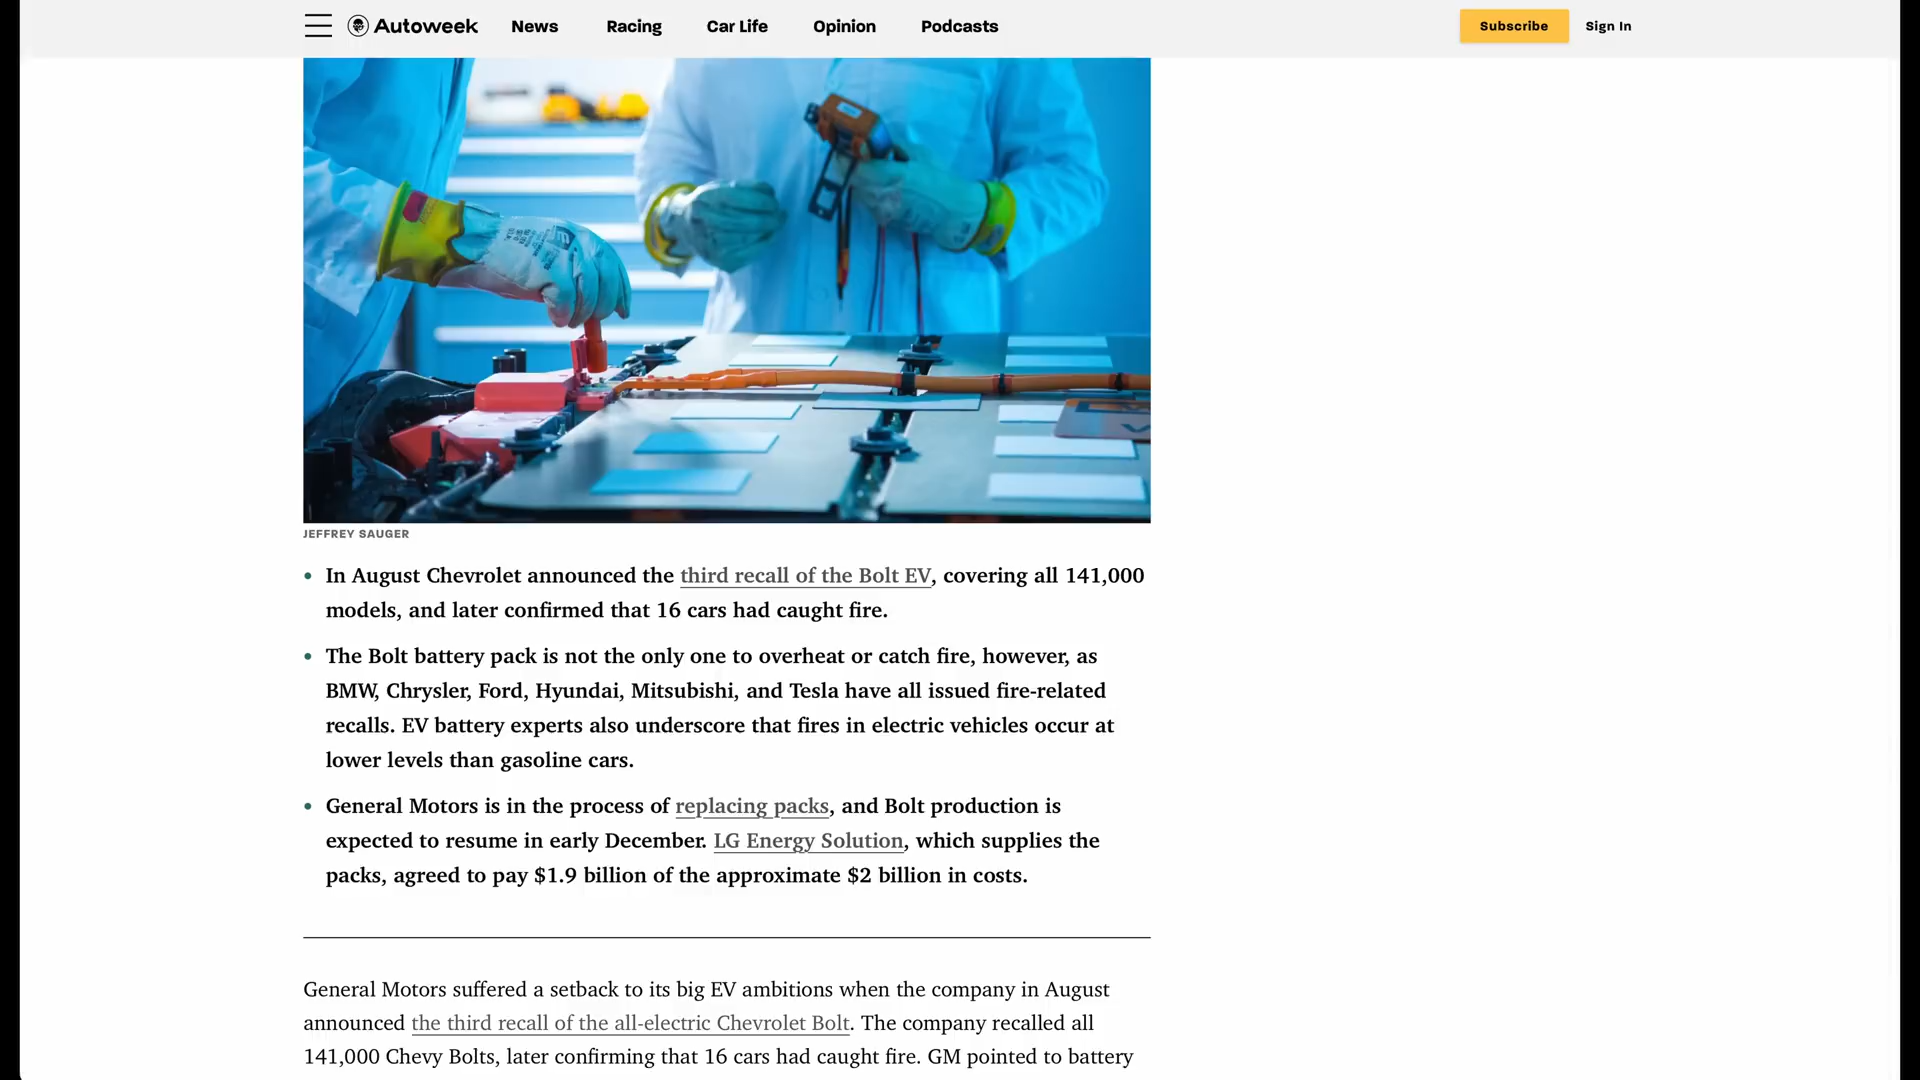 Autoweek
News
Racing
Car Life
Opinion
Podcasts
Subscribe
Sign In
JEFFREY SAUGER
• In August Chevrolet announced the third recall of the Bolt EV, covering all 141,000
models, and later confirmed that 16 cars had caught fire.
• The Bolt battery pack is not the only one to overheat or catch fire, however, as
BMW, Chrysler, Ford, Hyundai, Mitsubishi, and Tesla have all issued fire-related
recalls. EV battery experts also underscore that fires in electric vehicles occur at
lower levels than gasoline cars.
• General Motors is in the process of replacing packs, and Bolt production is
expected to resume in early December. LG Energy Solution, which supplies the
packs, agreed to pay $1.9 billion of the approximate $2 billion in costs.
General Motors suffered a setback to its big EV ambitions when the company in August
announced the third recall of the all-electric Chevrolet Bolt. The company recalled all
141,000 Chevy Bolts, later confirming that 16 cars had caught fire. GM pointed to battery